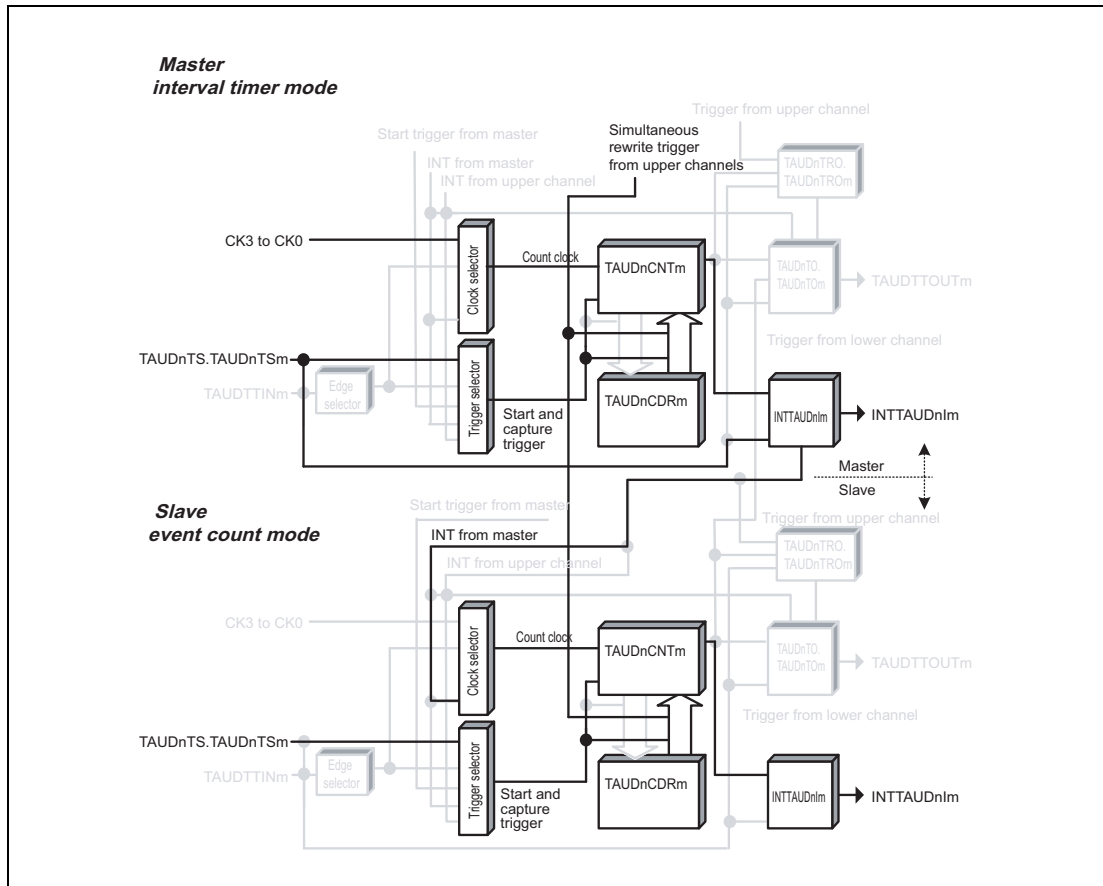 Master
interval timer mode
Trigger from upper channel
Simultaneous
rewrite trigger
from upper channels
Start trigger from master
INT from master
INT from upper channel
TAUDnTRO.
TAUDnTROm
CK3 to CK0
Clock selector
Count clock
TAUDnCNTm
TAUDnTO.
TAUDnTOm
TAUDTTOUTm
Trigger from lower channel
TAUDnTS.TAUDnTSm
TAUDTTINm
Edge
selector
Trigger selector
Start and
capture
trigger
TAUDnCDRm
INTTAUDnIm
INTTAUDnIm
Master
Slave
Slave
event count mode
Start trigger from master
INT from master
INT from upper channel
Trigger from upper channel
TAUDnTRO.
TAUDnTROm
CK3 to CK0
Clock selector
Count clock
TAUDnCNTm
TAUDnTO.
TAUDnTOm
TAUDTTOUTm
Trigger from lower channel
TAUDnTS.TAUDnTSm
TAUDTTINm
Edge
selector
Trigger selector
Start and
capture
trigger
TAUDnCDRm
INTTAUDnIm
INTTAUDnIm